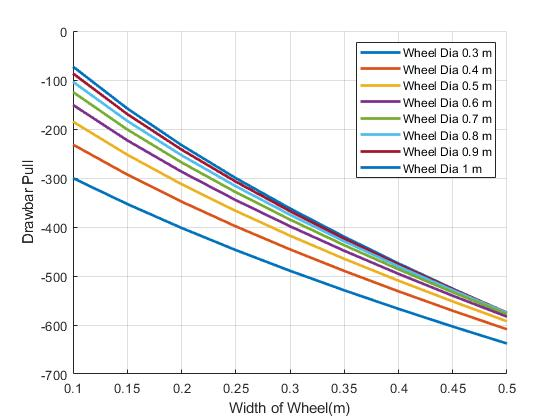 0
-100
-200
-300
-400
-500
-600
-700
Drawbar Pull
Wheel Dia 0.3 m
Wheel Dia 0.4 m
Wheel Dia 0.5 m
Wheel Dia 0.6 m
Wheel Dia 0.7 m
Wheel Dia 0.8 m
Wheel Dia 0.9 m
Wheel Dia 1 m
0.1 0.15 0.2 0.25 0.3 0.35 0.4 0.45 0.5
Width of Wheel(m)